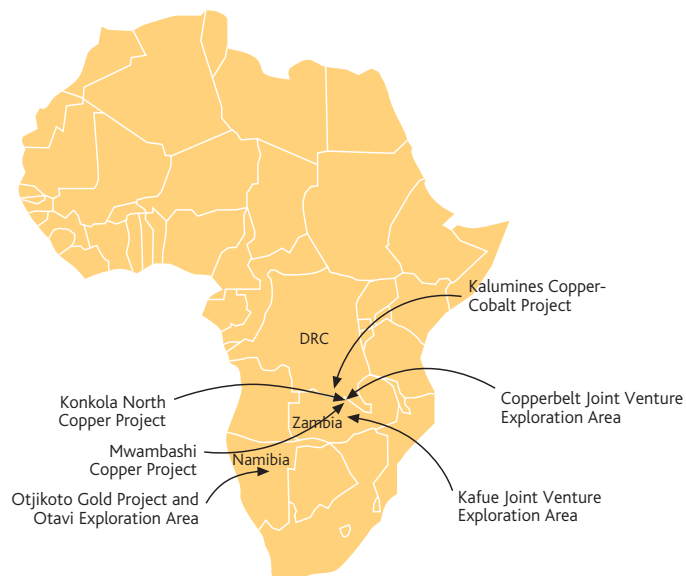 Kalumines Copper-
Cobalt Project
DRC
Konkola North
Copper Project
Copperbelt Joint Venture
Exploration Area
Zambia
Mwambashi
Copper Project
Namibia
Otjikoto Gold Project and
Otavi Exploration Area
Kafue Joint Venture
Exploration Area